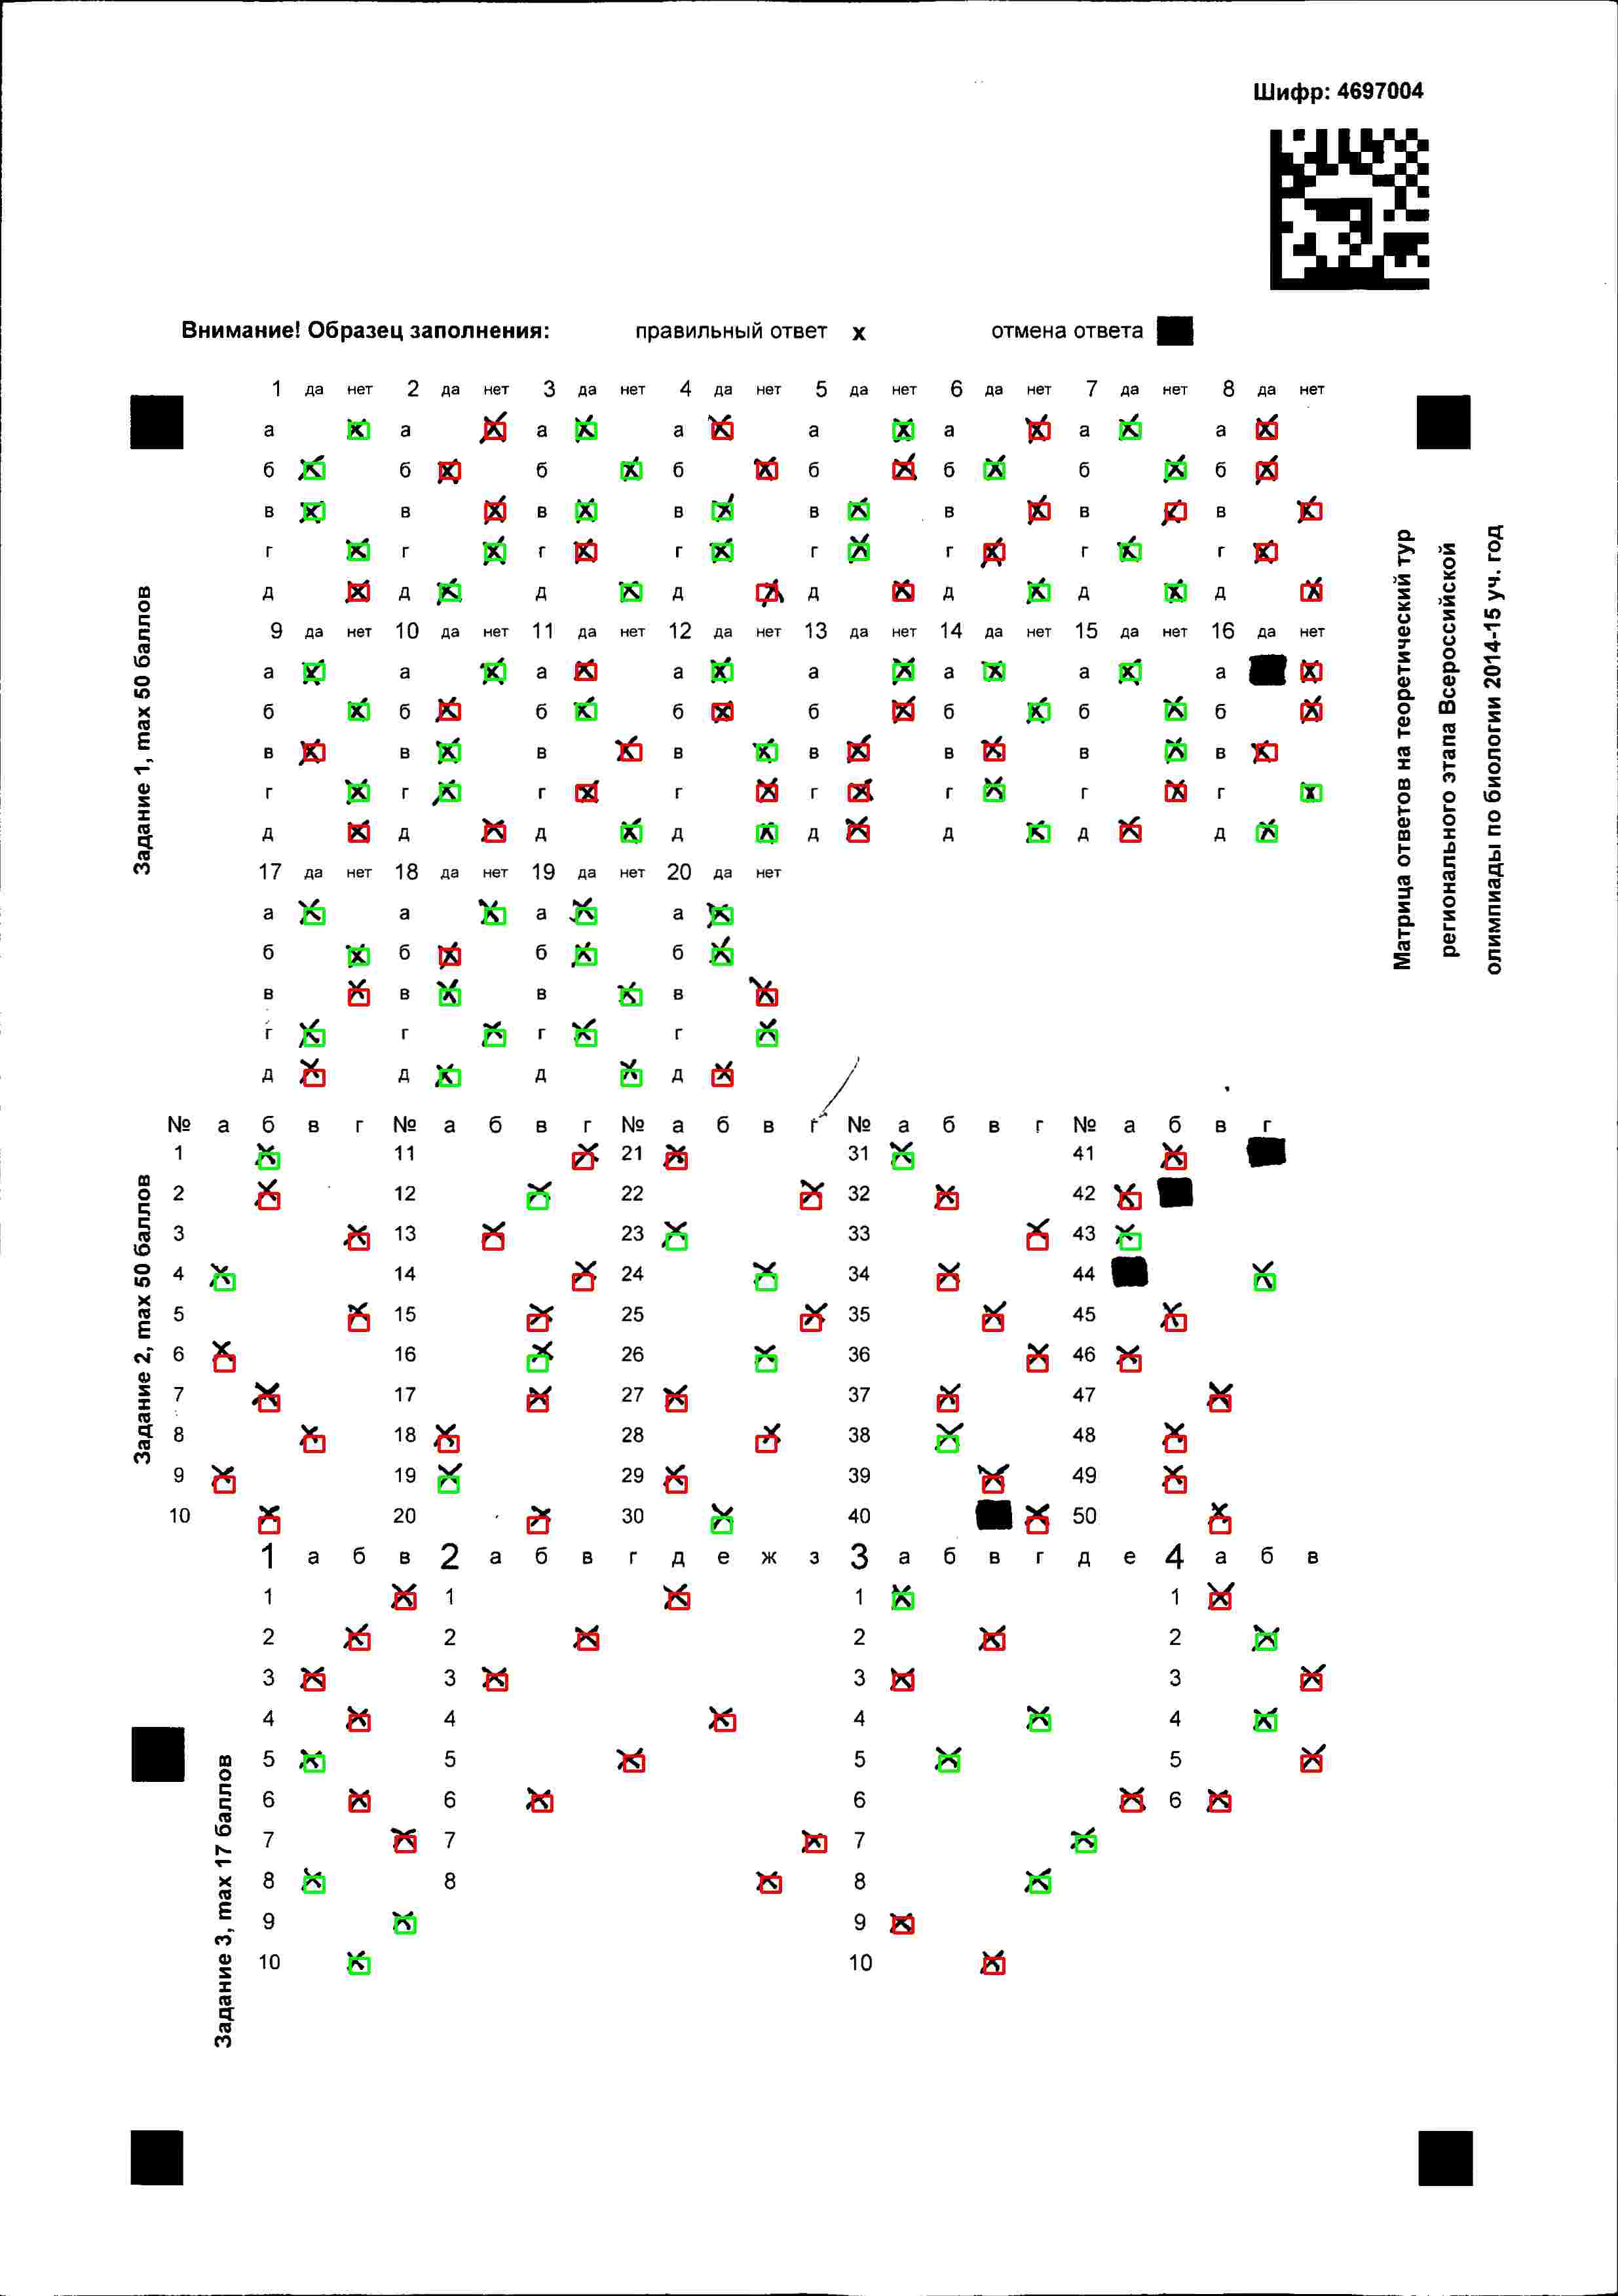 Шифр: 4697004
Внимание! Образец заполнения: правильный ответ x отмена ответа
1 да нет 2 да нет 3 да нет 4 да нет 5 да нет 6 да нет 7 да нет 8 да нет
а а а а а а а а
б б б б б б б б
в в в в в в в в
г г г г г г г г
д д д д д д д д
9 да нет 10 да нет 11 да нет 12 да нет 13 да нет 14 да нет 15 да нет 16 да нет
а а а а а а а а
б б б б б б б б
в в в в в в в в
г г г г г г г г
д д д д д д д д
17 да нет 18 да нет 19 да нет 20 да нет
а а а а
б б б б
в в в в
г г г г
д д д д
Задание 1, max 50 баллов
Матрица ответов на теоретический тур
регионального этапа Всероссийской
олимпиады по биологии 2014-15 уч. год
№ а б в г № а б в г № а б в г № а б в г № а б в г
1 11 21 31 41
2 12 22 32 42
3 13 23 33 43
4 14 24 34 44
5 15 25 35 45
6 16 26 36 46
7 17 27 37 47
8 18 28 38 48
9 19 29 39 49
10 20 30 40 50
Задание 2, max 50 баллов
1 а б в 2 а б в г д е ж з 3 а б в г д е 4 а б в
1 1 1 1
2 2 2 2
3 3 3 3
4 4 4 4
5 5 5 5
6 6 6 6
7 7 7
8 8 8
9 9
10 10
Задание 3, max 17 баллов